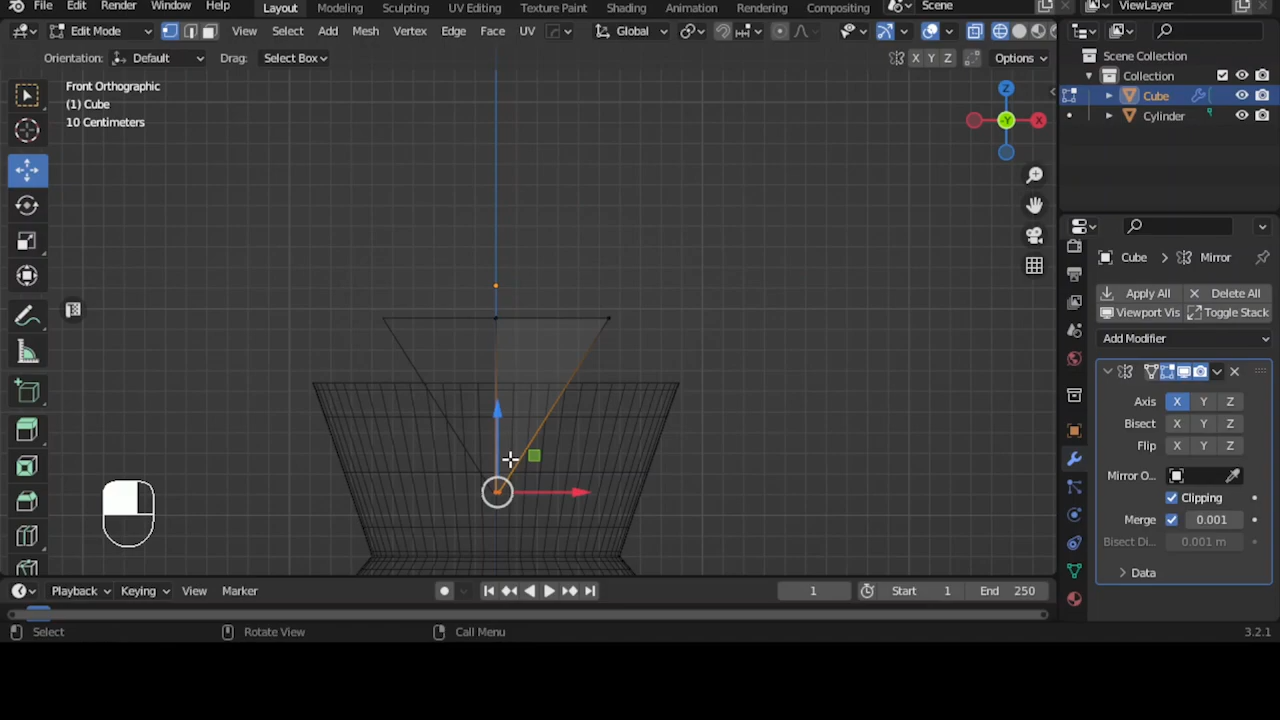 File Edit Render Window Help Layout Modeling Sculpting UV Editing Texture Paint Shading Animation Rendering Compositing Scene ViewLayer
Edit Mode View Select Add Mesh Vertex Edge Face UV Global
Orientation: Default Drag: Select Box X Y Z Options
Front Orthographic
(1) Cube
10 Centimeters
Z
-Y
X
Scene Collection
Collection
Cube
Cylinder
Cube > Mirror
Apply All Delete All
Viewport Vis Toggle Stack
Add Modifier
Axis X Y Z
Bisect X Y Z
Flip X Y Z
Mirror O...
Clipping
Merge 0.001
Bisect Di... 0.001 m
Data
Playback Keying View Marker 1 Start 1 End 250
Select Rotate View Call Menu 3.2.1